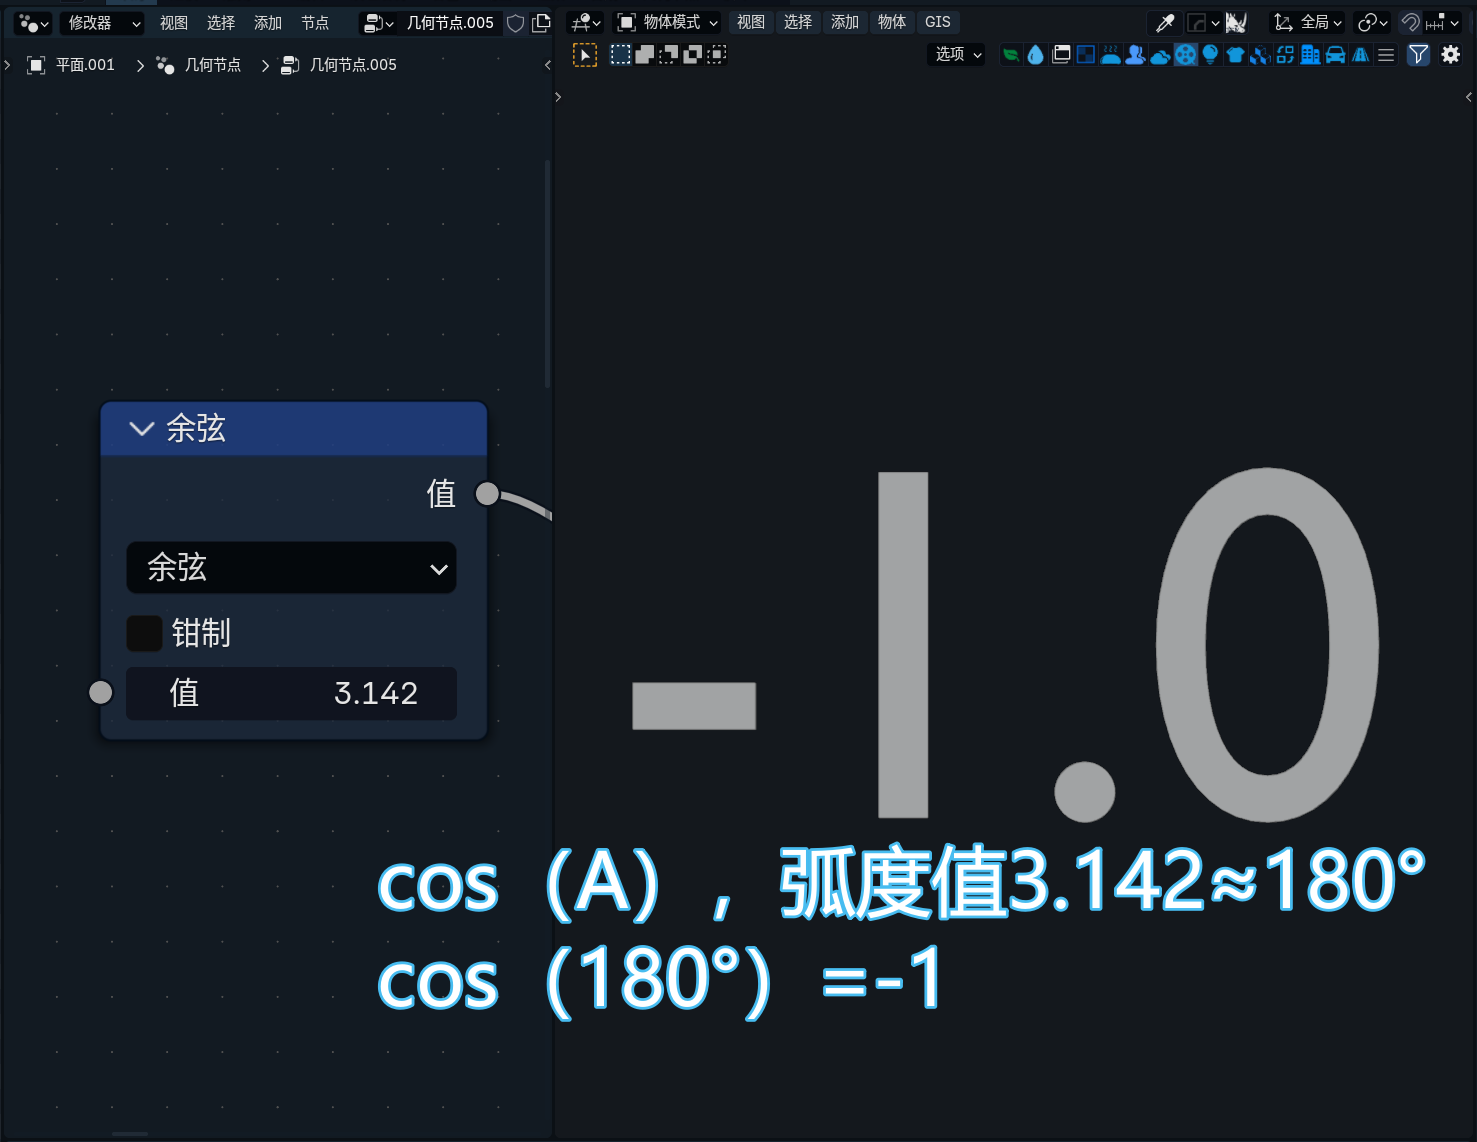 修改器 视图 选择 添加 节点 几何节点.005
平面.001 几何节点 几何节点.005
物体模式 视图 选择 添加 物体 GIS 全局
选项
余弦
值
余弦
钳制
值 3.142
-1.0
cos（A），弧度值3.142≈180°
cos（180°）=-1